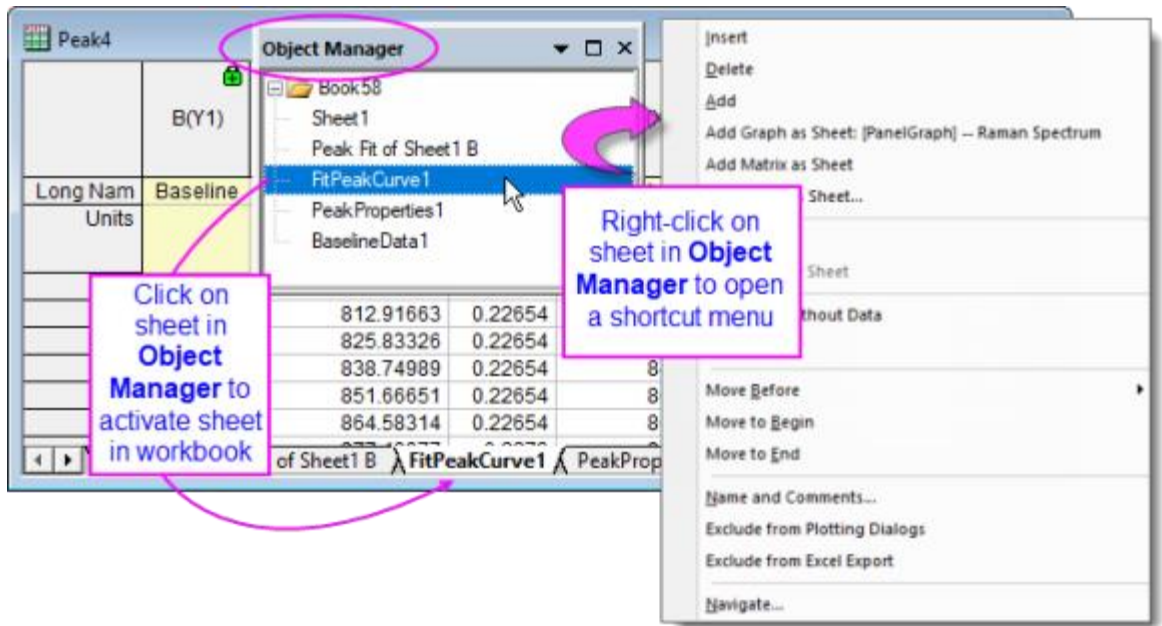 Peak4
B(Y1)
Long Nam Baseline
Units
Object Manager
Book58
Sheet1
Peak Fit of Sheet1 B
FitPeakCurve1
PeakProperties1
BaselineData1
Click on
sheet in
Object
Manager to
activate sheet
in workbook
812.91663 0.22654
825.83326 0.22654
838.74989 0.22654 8
851.66651 0.22654 8
864.58314 0.22654 8
of Sheet1 B FitPeakCurve1 PeakProp
Right-click on
sheet in Object
Manager to open
a shortcut menu
Insert
Delete
Add
Add Graph as Sheet: [PanelGraph] -- Raman Spectrum
Add Matrix as Sheet
Sheet...
Sheet
thout Data
Move Before
Move to Begin
Move to End
Name and Comments...
Exclude from Plotting Dialogs
Exclude from Excel Export
Navigate...